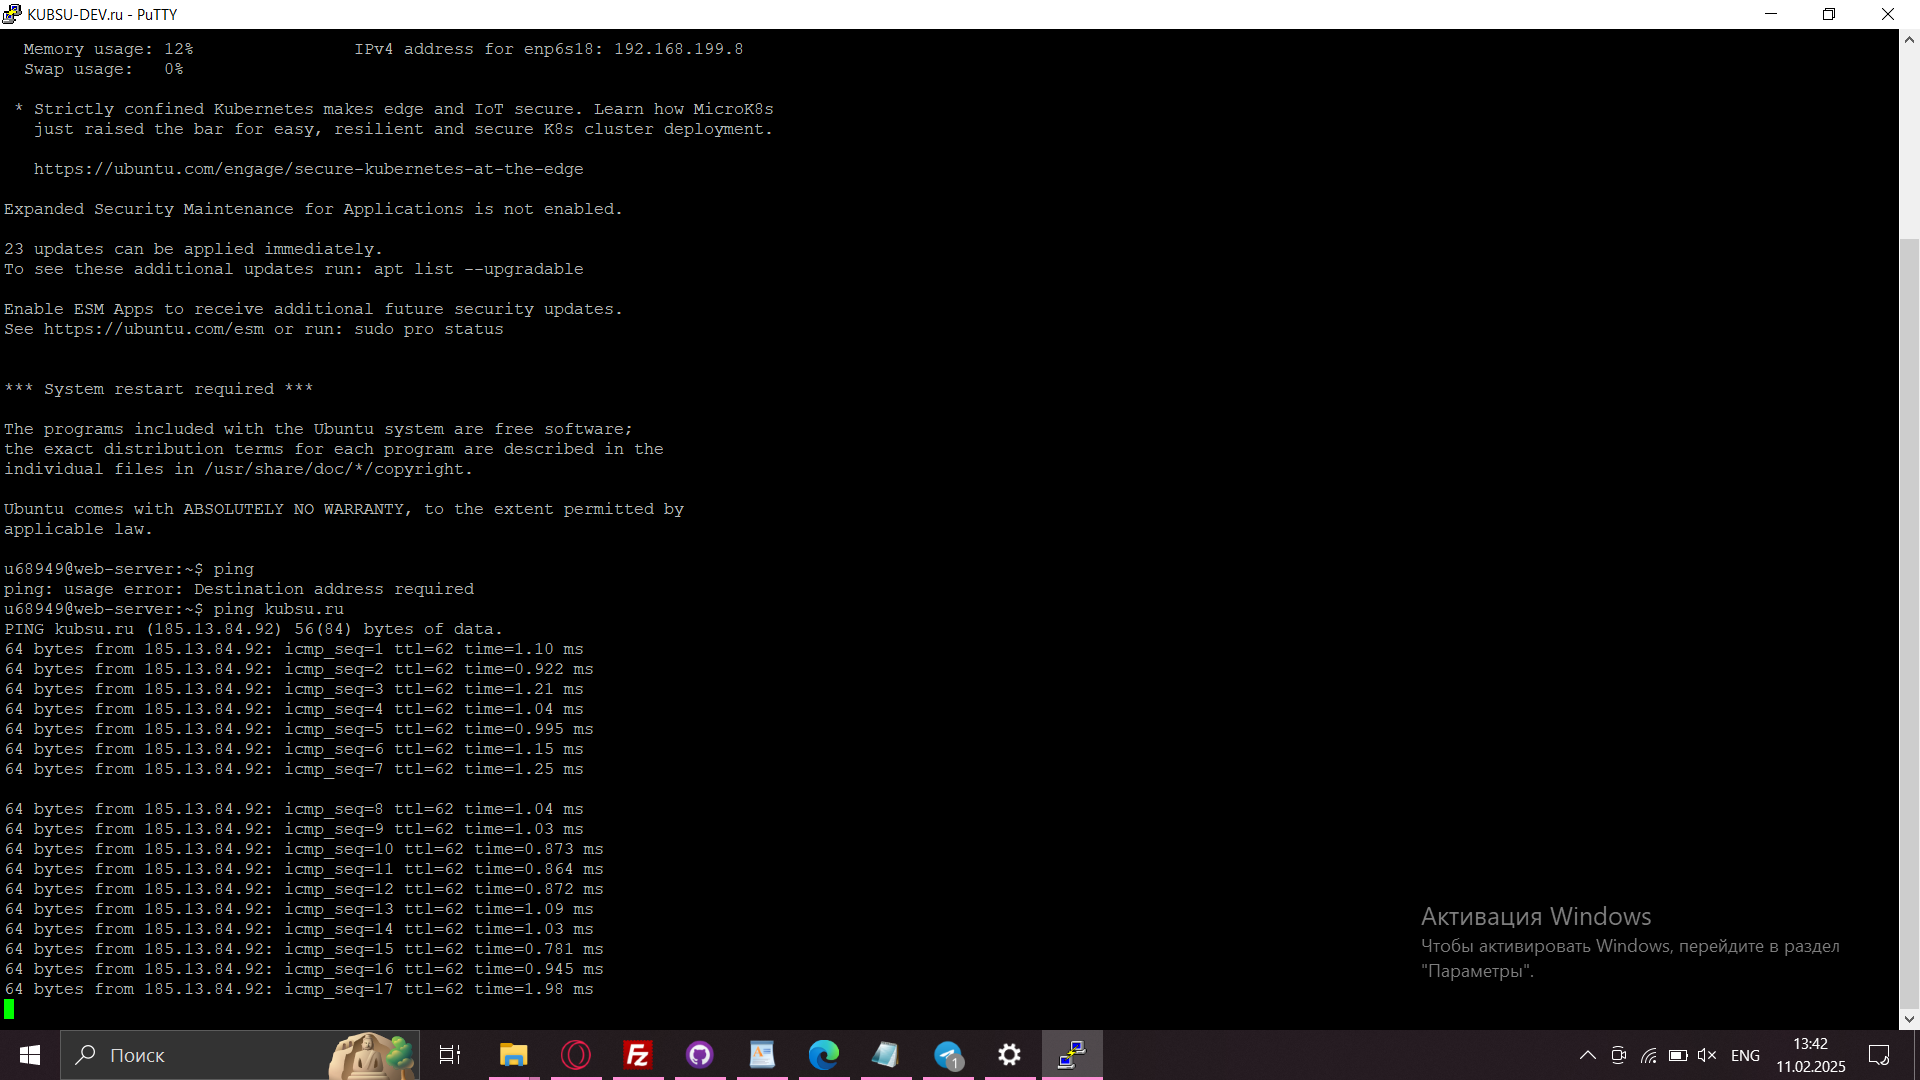 KUBSU-DEV.ru - PuTTY
Memory usage: 12% IPv4 address for enp6s18: 192.168.199.8
Swap usage: 0%
* Strictly confined Kubernetes makes edge and IoT secure. Learn how MicroK8s
just raised the bar for easy, resilient and secure K8s cluster deployment.
https://ubuntu.com/engage/secure-kubernetes-at-the-edge
Expanded Security Maintenance for Applications is not enabled.
23 updates can be applied immediately.
To see these additional updates run: apt list --upgradable
Enable ESM Apps to receive additional future security updates.
See https://ubuntu.com/esm or run: sudo pro status
*** System restart required ***
The programs included with the Ubuntu system are free software;
the exact distribution terms for each program are described in the
individual files in /usr/share/doc/*/copyright.
Ubuntu comes with ABSOLUTELY NO WARRANTY, to the extent permitted by
applicable law.
u68949@web-server:~$ ping
ping: usage error: Destination address required
u68949@web-server:~$ ping kubsu.ru
PING kubsu.ru (185.13.84.92) 56(84) bytes of data.
64 bytes from 185.13.84.92: icmp_seq=1 ttl=62 time=1.10 ms
64 bytes from 185.13.84.92: icmp_seq=2 ttl=62 time=0.922 ms
64 bytes from 185.13.84.92: icmp_seq=3 ttl=62 time=1.21 ms
64 bytes from 185.13.84.92: icmp_seq=4 ttl=62 time=1.04 ms
64 bytes from 185.13.84.92: icmp_seq=5 ttl=62 time=0.995 ms
64 bytes from 185.13.84.92: icmp_seq=6 ttl=62 time=1.15 ms
64 bytes from 185.13.84.92: icmp_seq=7 ttl=62 time=1.25 ms
64 bytes from 185.13.84.92: icmp_seq=8 ttl=62 time=1.04 ms
64 bytes from 185.13.84.92: icmp_seq=9 ttl=62 time=1.03 ms
64 bytes from 185.13.84.92: icmp_seq=10 ttl=62 time=0.873 ms
64 bytes from 185.13.84.92: icmp_seq=11 ttl=62 time=0.864 ms
64 bytes from 185.13.84.92: icmp_seq=12 ttl=62 time=0.872 ms
64 bytes from 185.13.84.92: icmp_seq=13 ttl=62 time=1.09 ms
64 bytes from 185.13.84.92: icmp_seq=14 ttl=62 time=1.03 ms
64 bytes from 185.13.84.92: icmp_seq=15 ttl=62 time=0.781 ms
64 bytes from 185.13.84.92: icmp_seq=16 ttl=62 time=0.945 ms
64 bytes from 185.13.84.92: icmp_seq=17 ttl=62 time=1.98 ms
Активация Windows
Чтобы активировать Windows, перейдите в раздел
"Параметры".
Поиск
Fz
1
ENG
13:42
11.02.2025